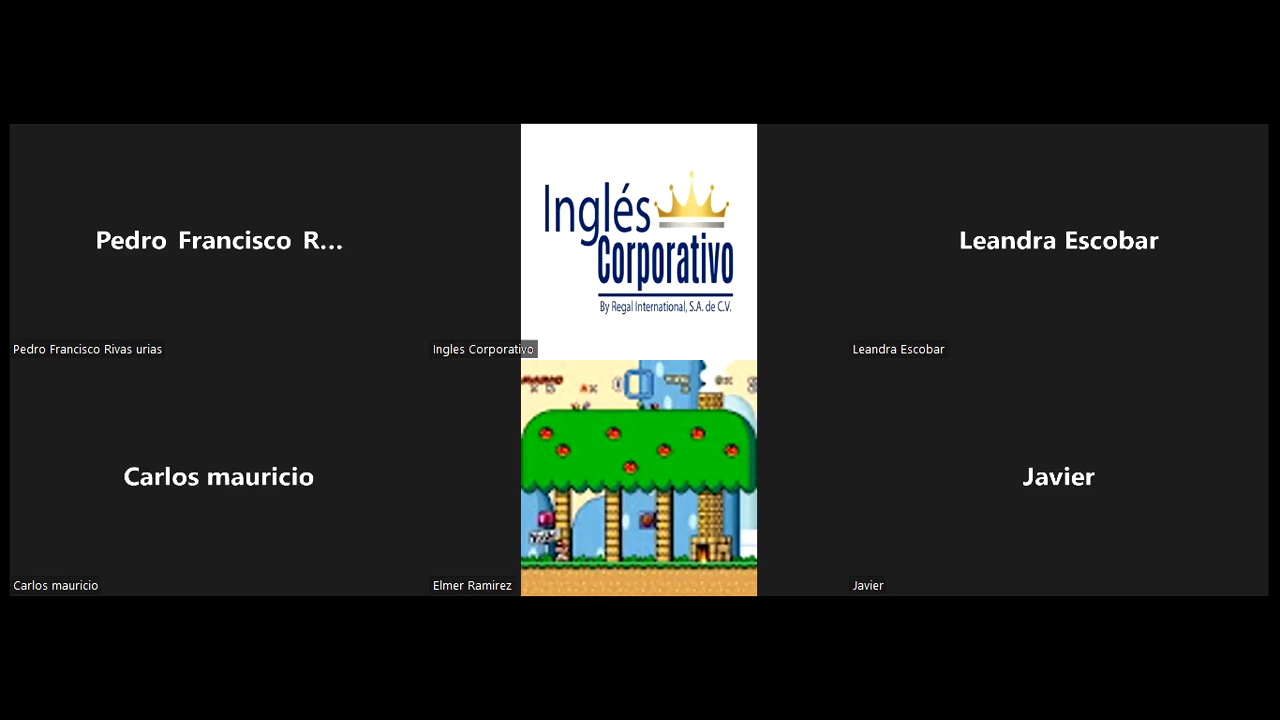 Pedro Francisco R...
Pedro Francisco Rivas urias
Inglés
Corporativo
By Regal International, S.A. de C.V.
Ingles Corporativo
Leandra Escobar
Leandra Escobar
Carlos mauricio
Carlos mauricio
MARIO
Elmer Ramirez
Javier
Javier